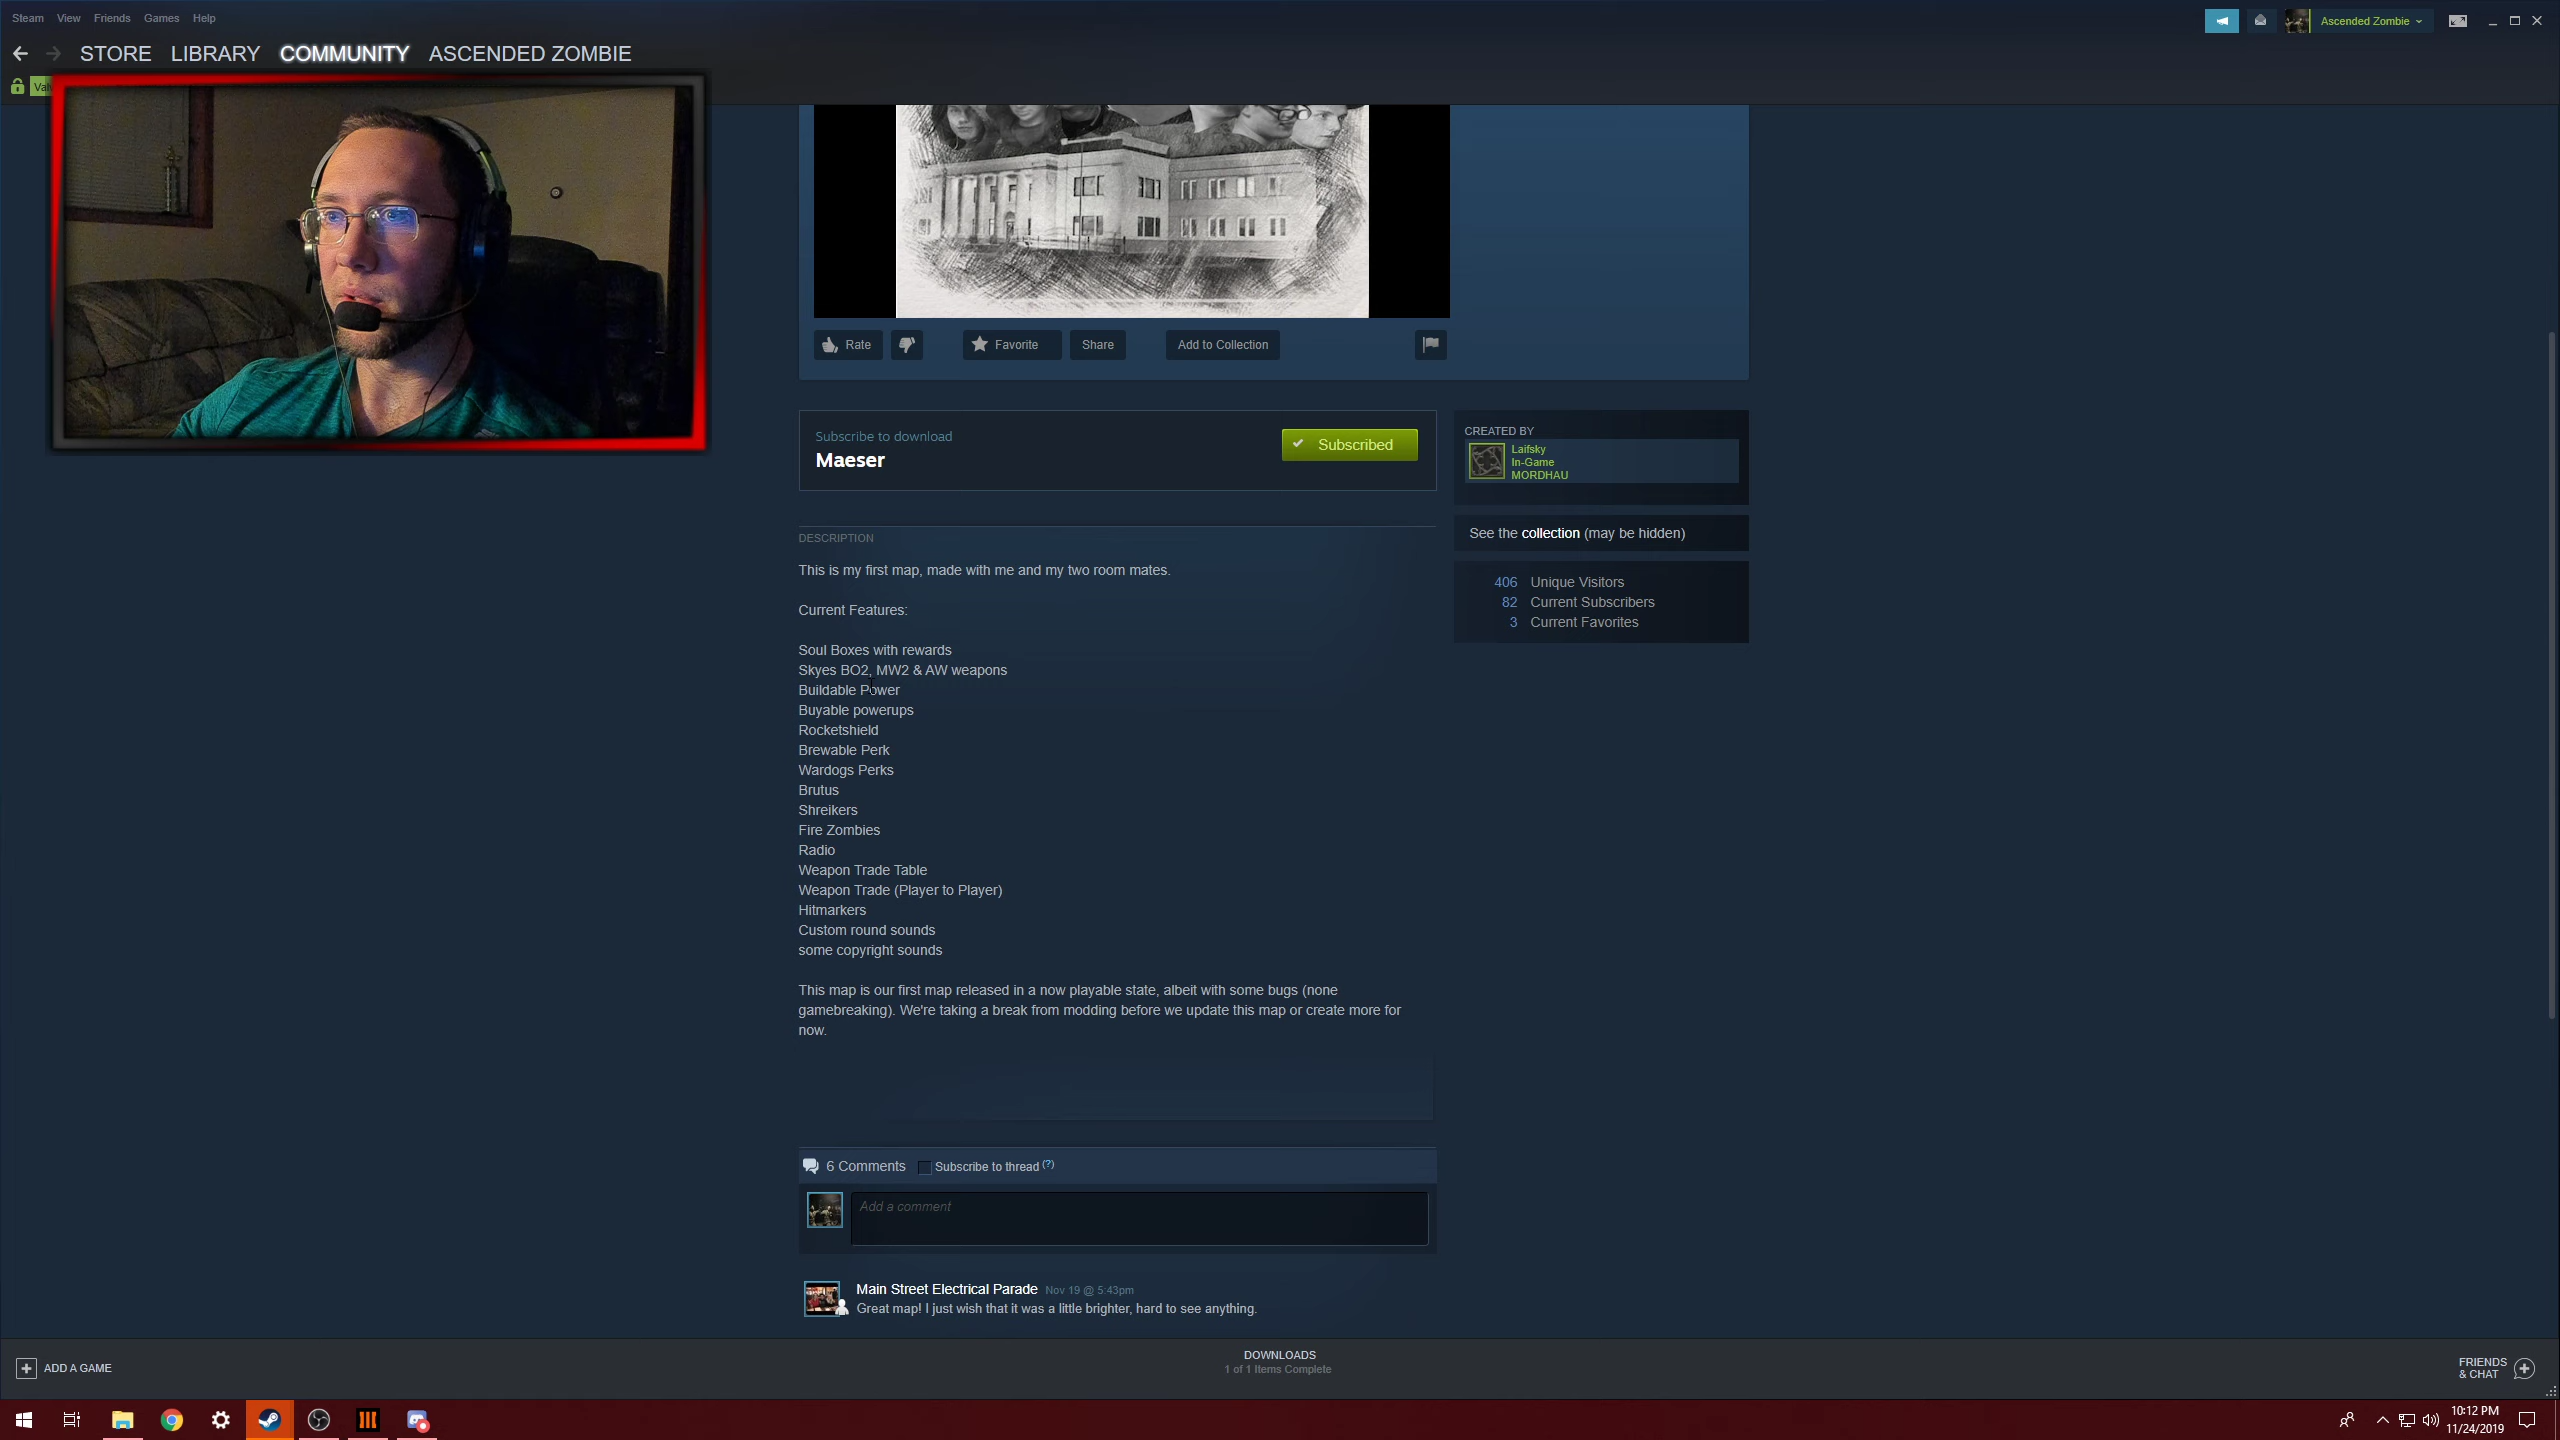 Steam View Friends Games Help
Ascended Zombie
STORE LIBRARY COMMUNITY ASCENDED ZOMBIE
Rate
Favorite
Share
Add to Collection
Subscribe to download
Maeser
Subscribed
CREATED BY
Laifsky
In-Game
MORDHAU
See the collection (may be hidden)
406 Unique Visitors
82 Current Subscribers
3 Current Favorites
DESCRIPTION
This is my first map, made with me and my two room mates.
Current Features:
Soul Boxes with rewards
Skyes BO2, MW2 & AW weapons
Buildable Power
Buyable powerups
Rocketshield
Brewable Perk
Wardogs Perks
Brutus
Shreikers
Fire Zombies
Radio
Weapon Trade Table
Weapon Trade (Player to Player)
Hitmarkers
Custom round sounds
some copyright sounds
This map is our first map released in a now playable state, albeit with some bugs (none
gamebreaking). We're taking a break from modding before we update this map or create more for
now.
6 Comments Subscribe to thread (?)
Add a comment
Main Street Electrical Parade Nov 19 @ 5:43pm
Great map! I just wish that it was a little brighter, hard to see anything.
ADD A GAME
DOWNLOADS
1 of 1 Items Complete
FRIENDS
& CHAT
10:12 PM
11/24/2019